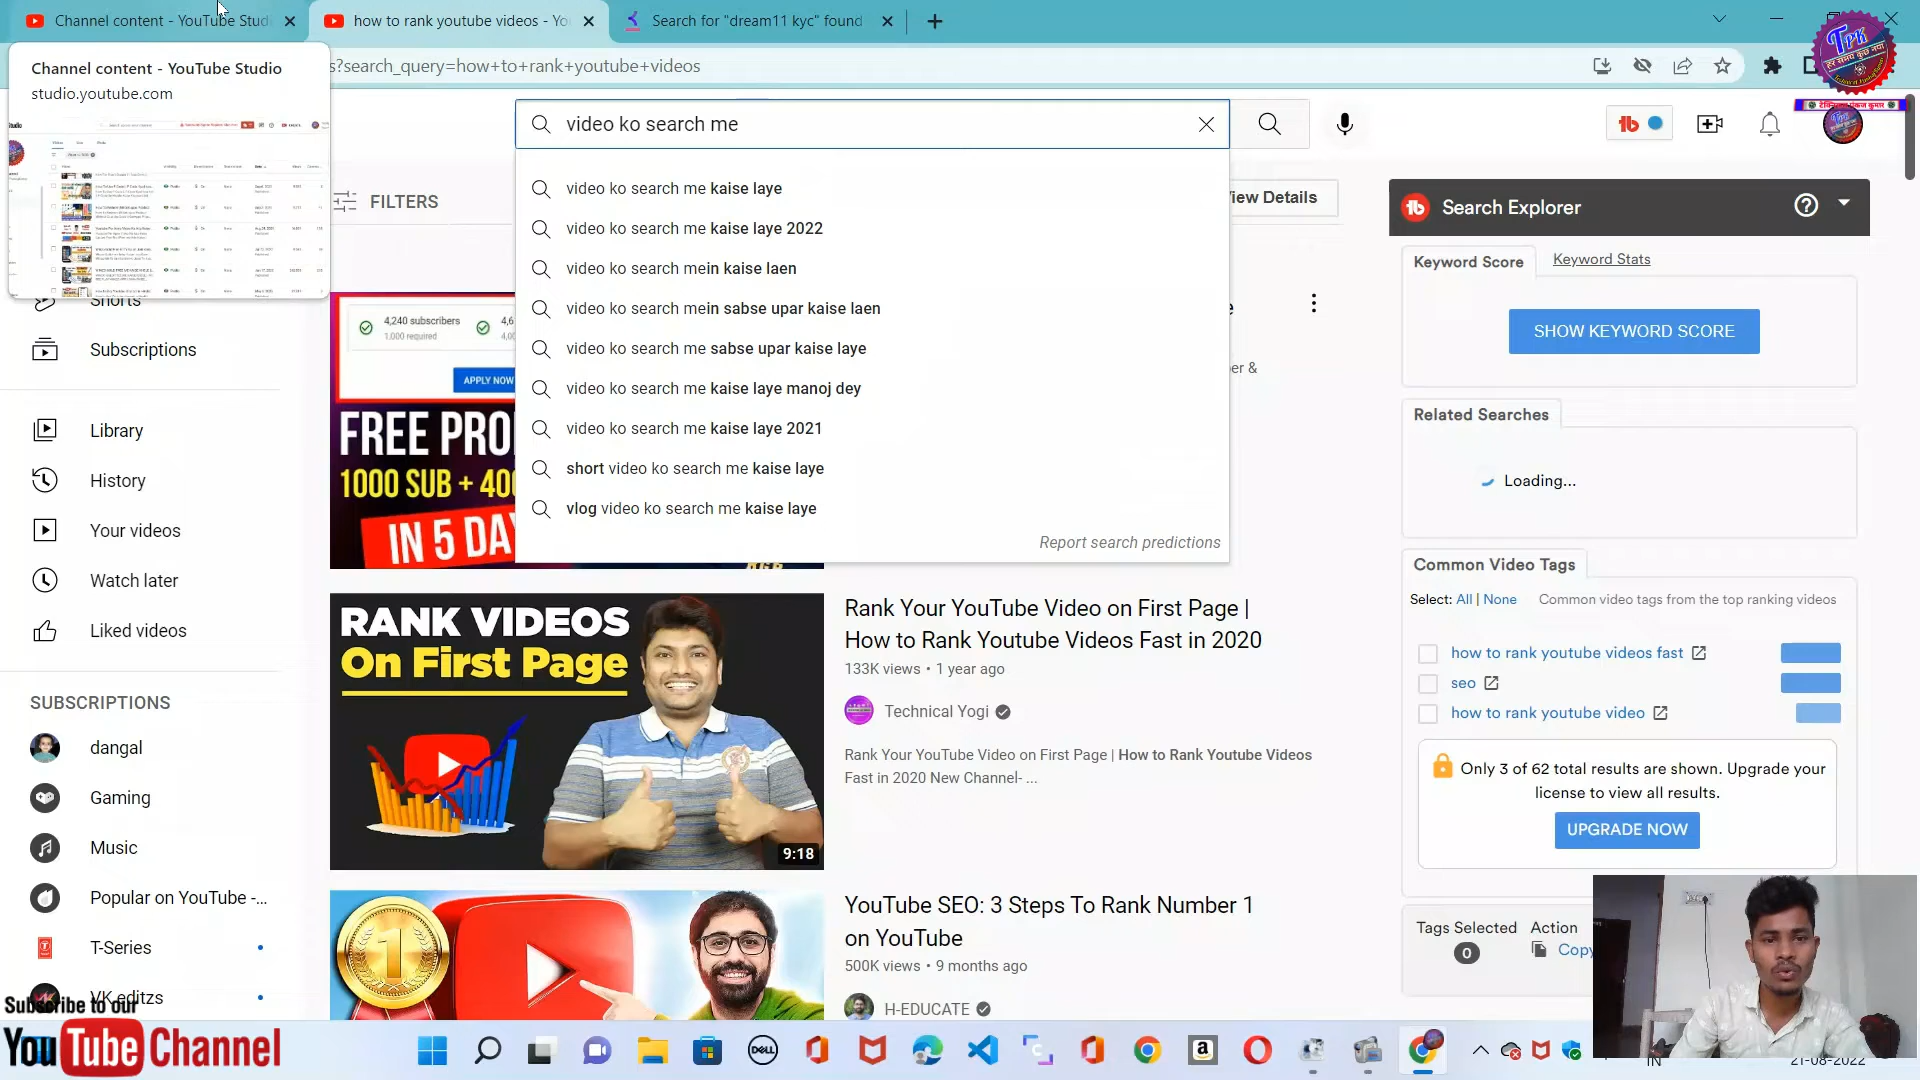 Channel content - YouTube Stud
how to rank youtube videos - Yo
Search for "dream11 kyc" found
Channel content - YouTube Studio
studio.youtube.com
s?search_query=how+to+rank+youtube+videos
TPK
video ko search me
video ko search me kaise laye
video ko search me kaise laye 2022
video ko search mein kaise laen
video ko search mein sabse upar kaise laen
video ko search me sabse upar kaise laye
video ko search me kaise laye manoj dey
video ko search me kaise laye 2021
short video ko search me kaise laye
vlog video ko search me kaise laye
Report search predictions
FILTERS
View Details
Shorts
Subscriptions
Library
History
Your videos
Watch later
Liked videos
SUBSCRIPTIONS
dangal
Gaming
Music
Popular on YouTube -...
T-Series
VK editzs
4,240 subscribers
1,000 required
APPLY NOW
FREE PRO
1000 SUB + 400
IN 5 DA
er &
RANK VIDEOS
On First Page
9:18
Rank Your YouTube Video on First Page |
How to Rank Youtube Videos Fast in 2020
133K views • 1 year ago
Technical Yogi
Rank Your YouTube Video on First Page | How to Rank Youtube Videos
Fast in 2020 New Channel- ...
1
YouTube SEO: 3 Steps To Rank Number 1
on YouTube
500K views • 9 months ago
H-EDUCATE
Search Explorer
Keyword Score
Keyword Stats
SHOW KEYWORD SCORE
Related Searches
Loading...
Common Video Tags
Select: All | None
Common video tags from the top ranking videos
how to rank youtube videos fast
seo
how to rank youtube video
Only 3 of 62 total results are shown. Upgrade your
license to view all results.
UPGRADE NOW
Tags Selected
0
Action
Copy
Subscribe to our
YouTube Channel
DELL
IN
21-08-2022